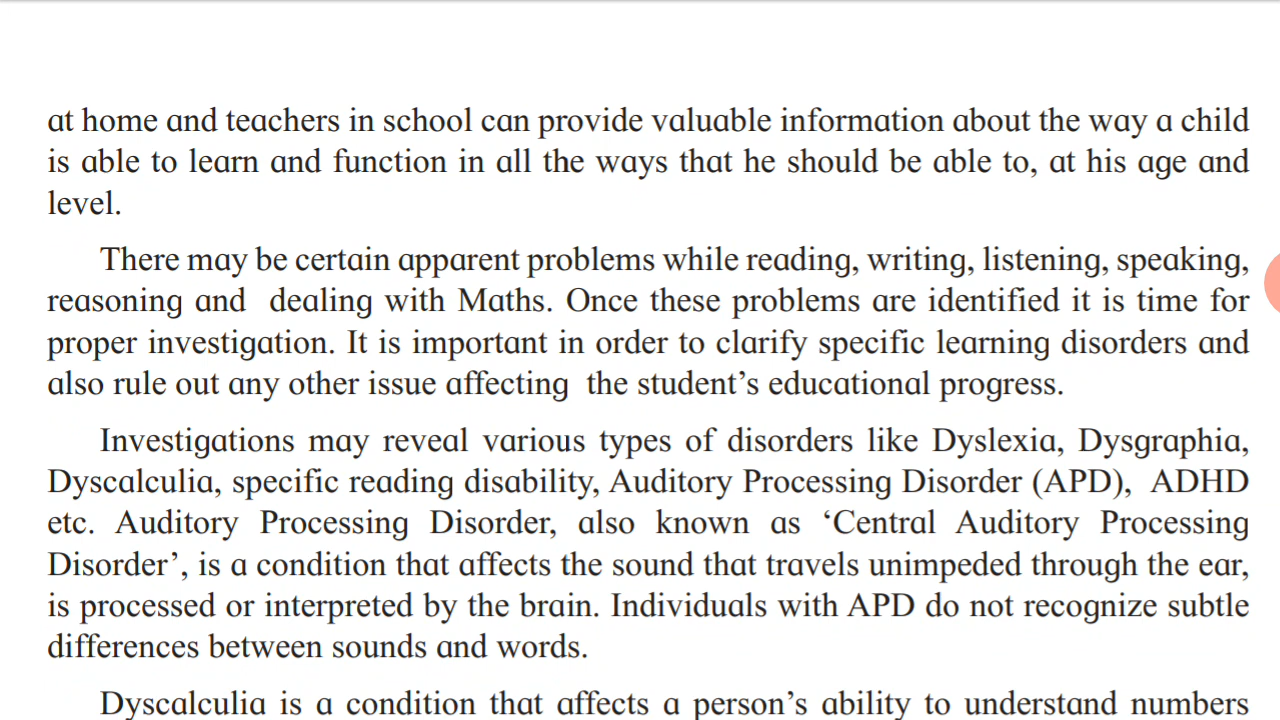 at home and teachers in school can provide valuable information about the way a child
is able to learn and function in all the ways that he should be able to, at his age and
level.
There may be certain apparent problems while reading, writing, listening, speaking,
reasoning and  dealing with Maths. Once these problems are identified it is time for
proper investigation. It is important in order to clarify specific learning disorders and
also rule out any other issue affecting  the student’s educational progress.
Investigations may reveal various types of disorders like Dyslexia, Dysgraphia,
Dyscalculia, specific reading disability, Auditory Processing Disorder (APD),  ADHD
etc. Auditory Processing Disorder, also known as ‘Central Auditory Processing
Disorder’, is a condition that affects the sound that travels unimpeded through the ear,
is processed or interpreted by the brain. Individuals with APD do not recognize subtle
differences between sounds and words.
Dyscalculia is a condition that affects a person’s ability to understand numbers